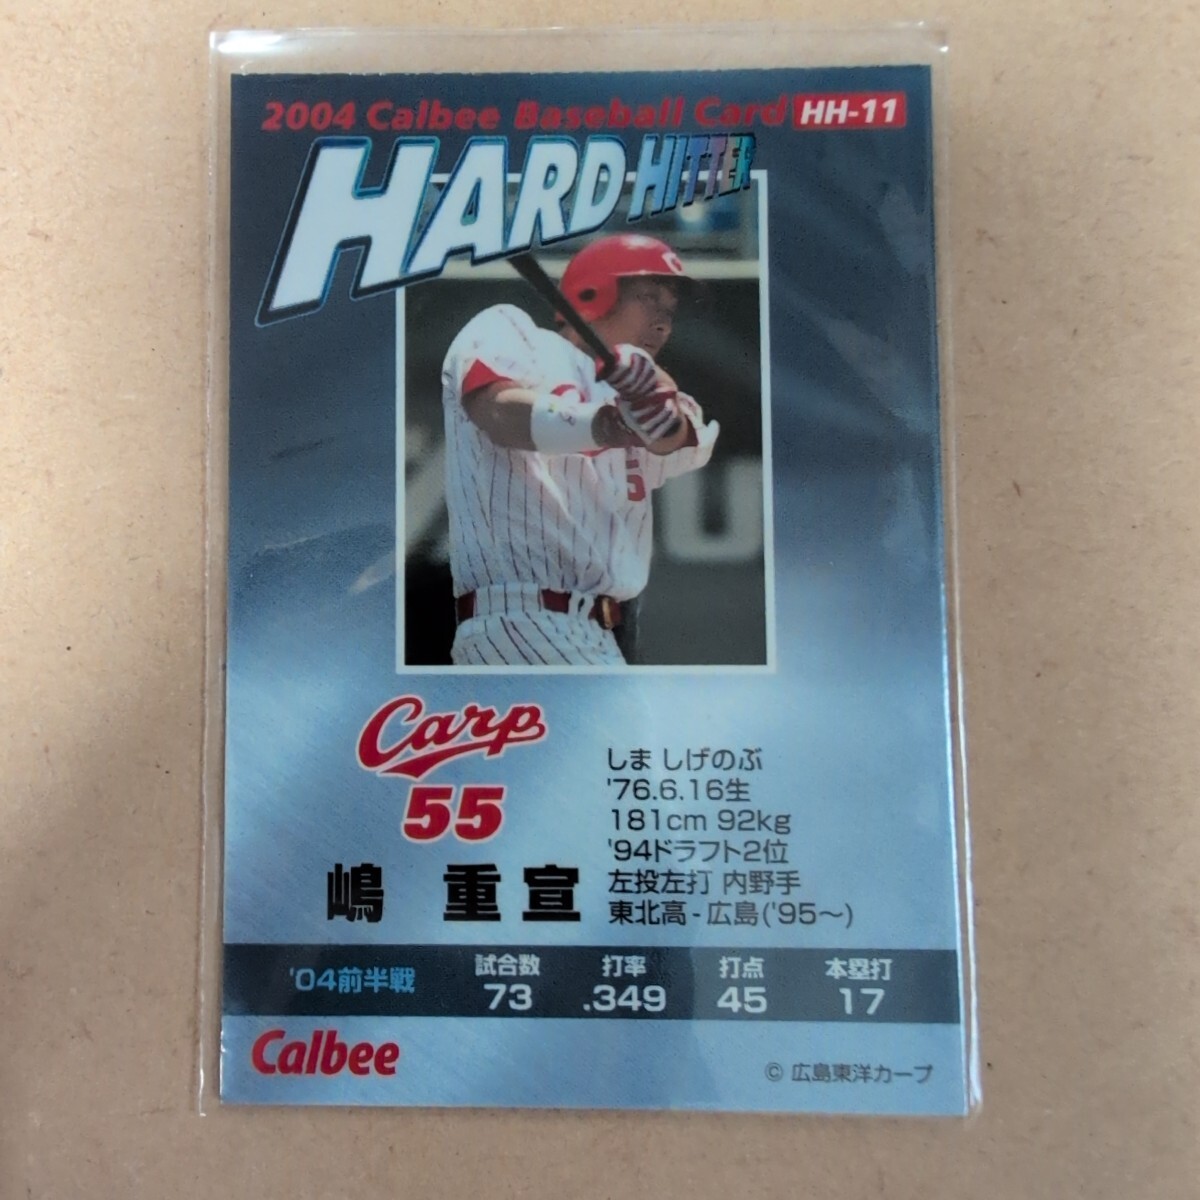 2004 Calbee Baseball Card HH-11
HARD HITTER
Carp
55
嶋 重宣
しま しげのぶ
'76.6.16生
181cm 92kg
'94ドラフト2位
左投左打 内野手
東北高-広島('95〜)
'04前半戦
試合数 打率 打点 本塁打
73 .349 45 17
Calbee
© 広島東洋カープ